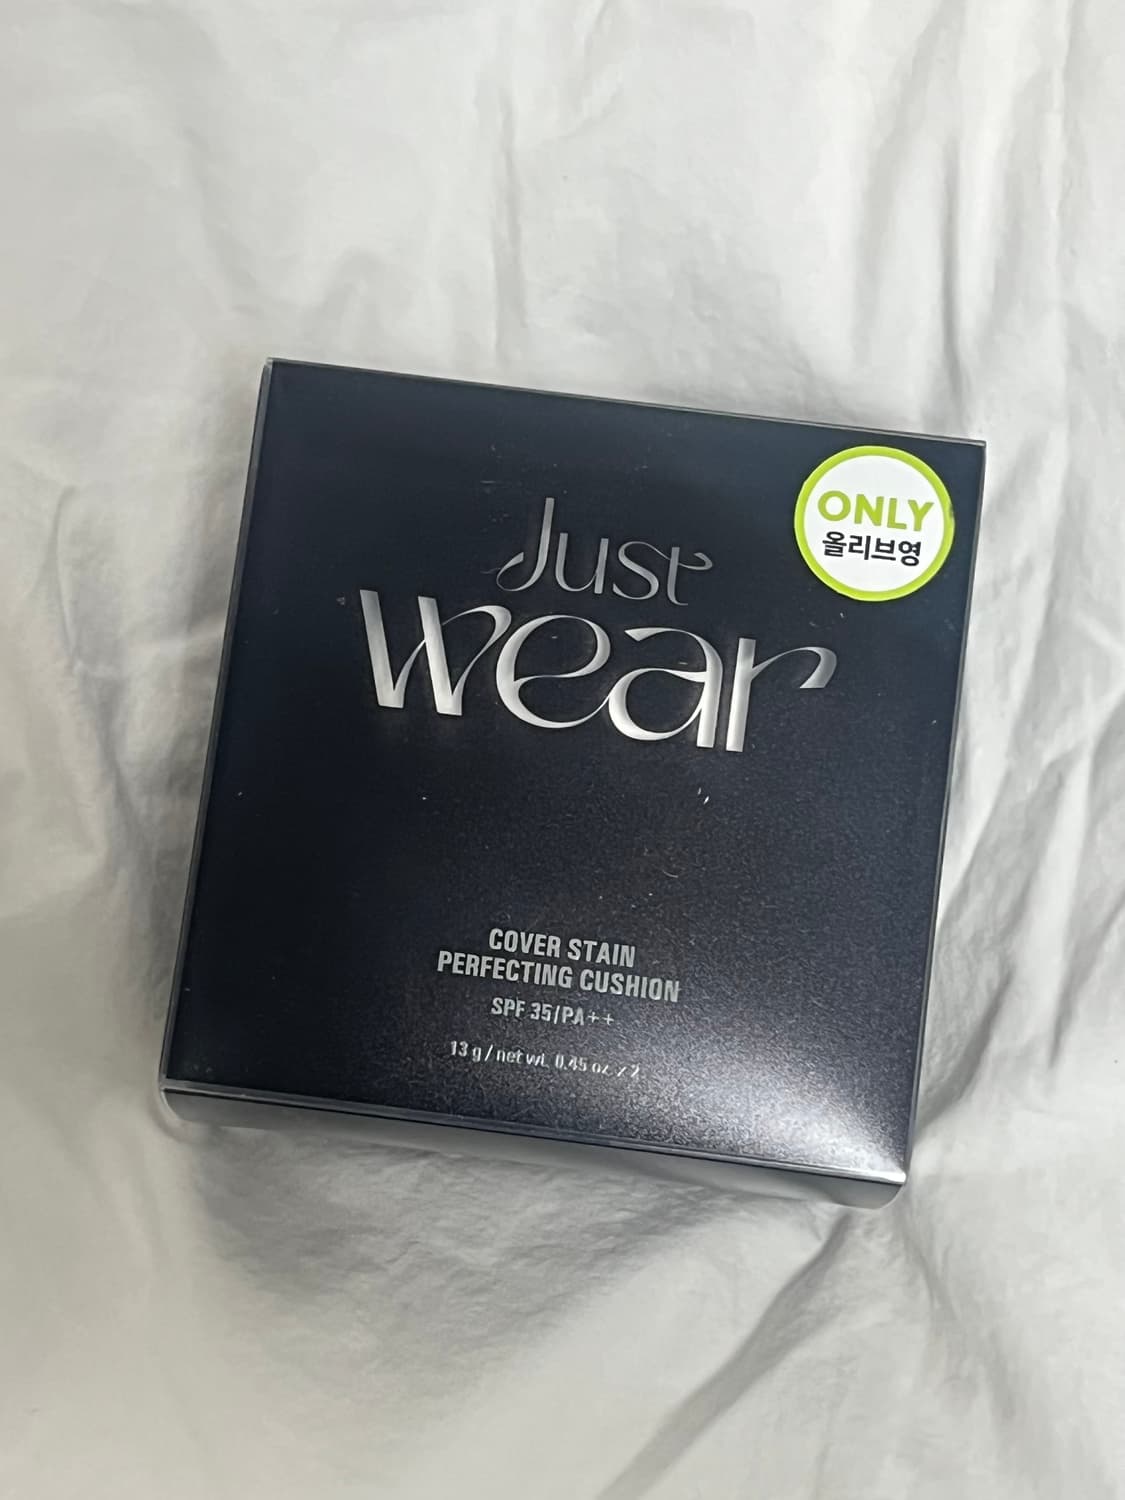 ONLY
올리브영
Just
wear
COVER STAIN
PERFECTING CUSHION
SPF 35/PA++
13 g / net wt. 0.45 oz x 2